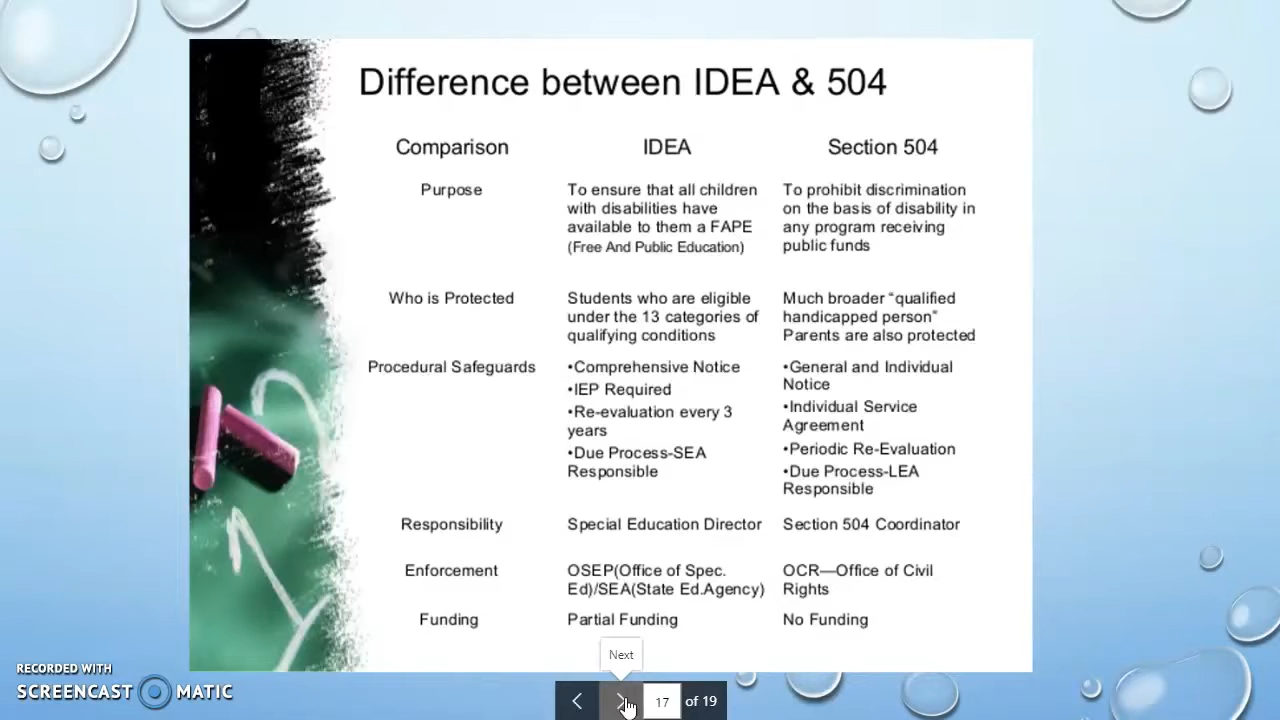 Difference between IDEA & 504
Comparison
IDEA
Section 504
Purpose
To ensure that all children
with disabilities have
available to them a FAPE
(Free And Public Education)
To prohibit discrimination
on the basis of disability in
any program receiving
public funds
Who is Protected
Students who are eligible
under the 13 categories of
qualifying conditions
Much broader “qualified
handicapped person”
Parents are also protected
Procedural Safeguards
•Comprehensive Notice
•IEP Required
•Re-evaluation every 3
years
•Due Process-SEA
Responsible
•General and Individual
Notice
•Individual Service
Agreement
•Periodic Re-Evaluation
•Due Process-LEA
Responsible
Responsibility
Special Education Director
Section 504 Coordinator
Enforcement
OSEP(Office of Spec.
Ed)/SEA(State Ed.Agency)
OCR—Office of Civil
Rights
Funding
Partial Funding
No Funding
Next
17 of 19
RECORDED WITH
SCREENCAST MATIC